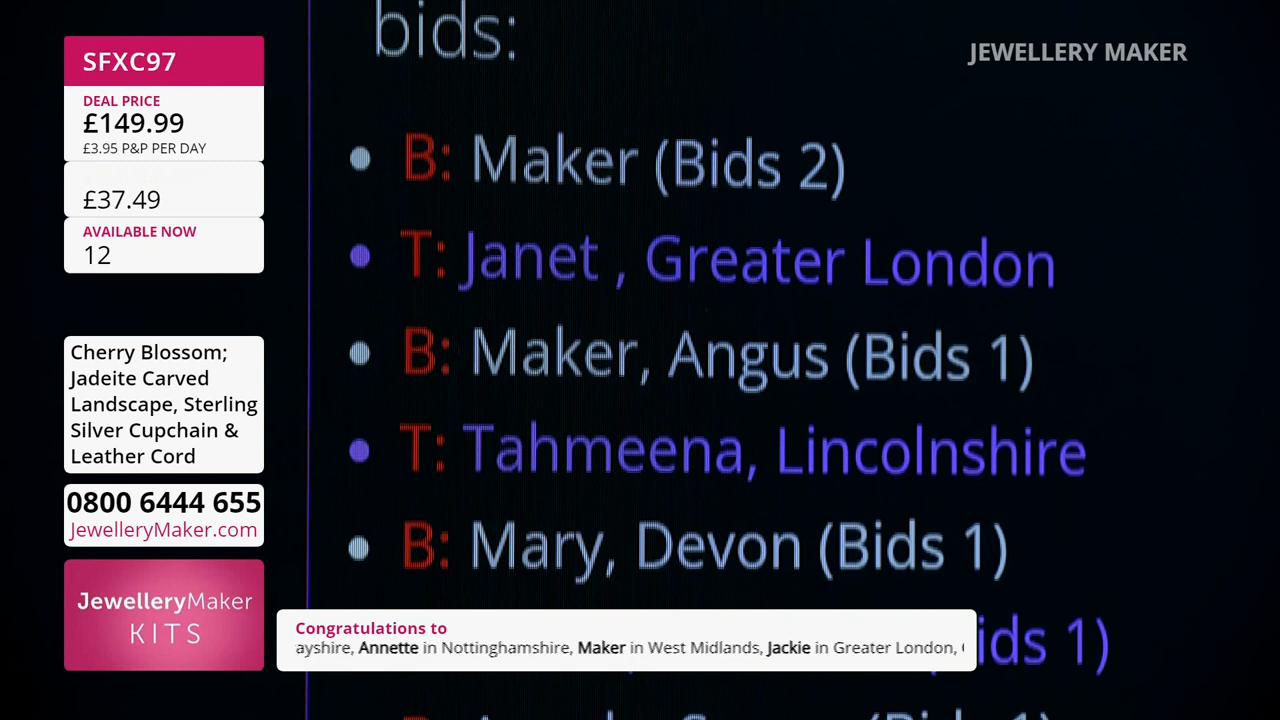 SFXC97
DEAL PRICE
£149.99
£3.95 P&P PER DAY
£37.49
AVAILABLE NOW
12
Cherry Blossom;
Jadeite Carved
Landscape, Sterling
Silver Cupchain &
Leather Cord
0800 6444 655
JewelleryMaker.com
JewelleryMaker
KITS
JEWELLERY MAKER
bids:
• B: Maker (Bids 2)
• T: Janet , Greater London
• B: Maker, Angus (Bids 1)
• T: Tahmeena, Lincolnshire
• B: Mary, Devon (Bids 1)
ids 1)
Congratulations to
ayshire, Annette in Nottinghamshire, Maker in West Midlands, Jackie in Greater London,